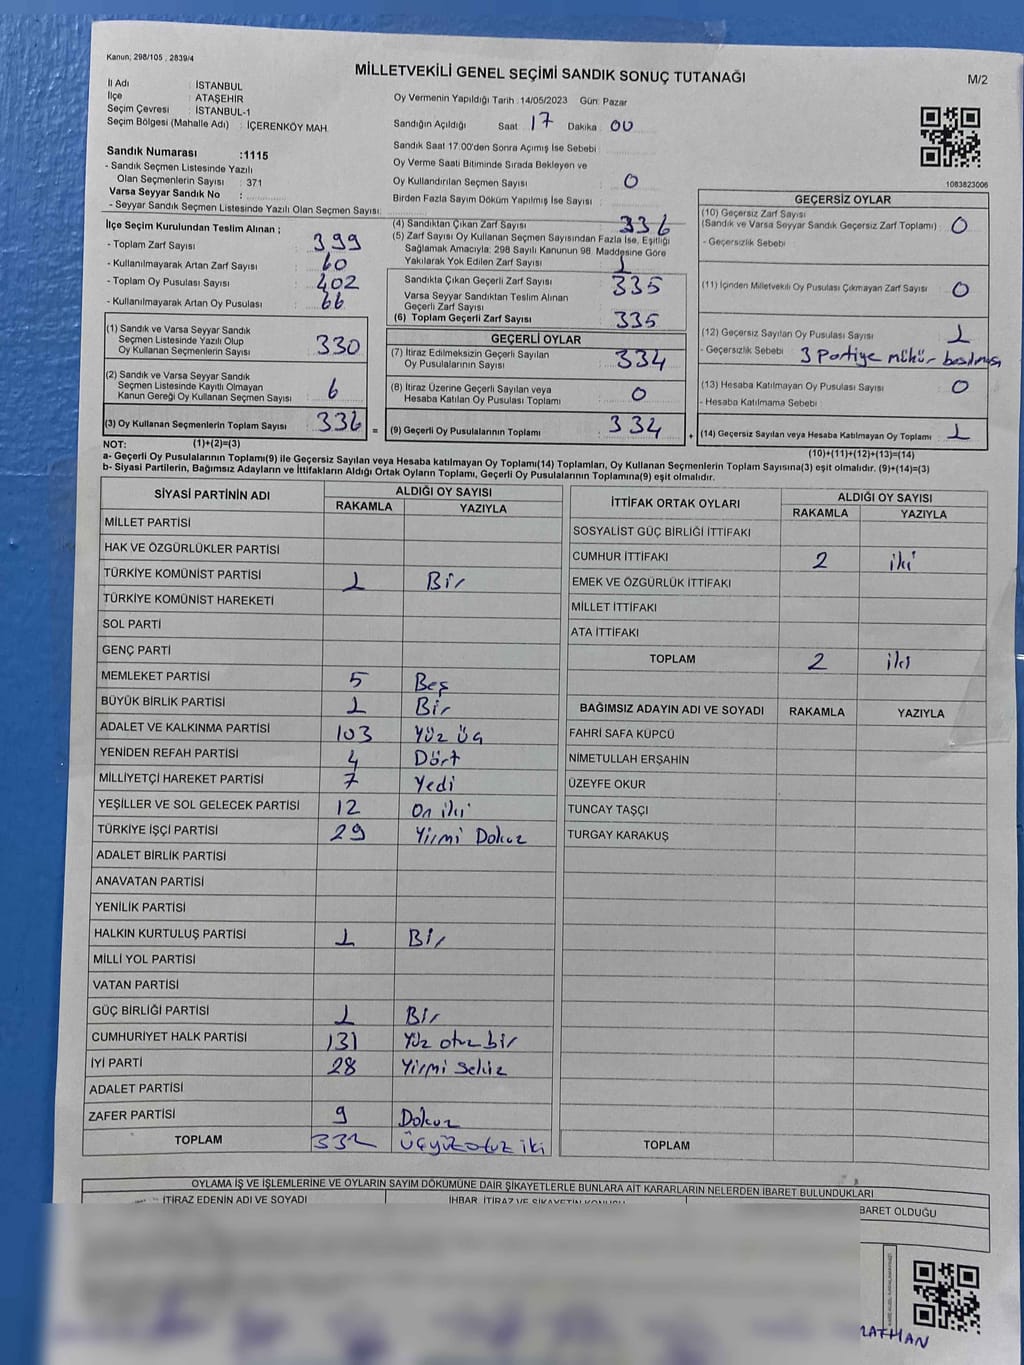 Kanun; 298/105 , 2839/4
MİLLETVEKİLİ GENEL SEÇİMİ SANDIK SONUÇ TUTANAĞI
M/2
İl Adı : İSTANBUL
İlçe : ATAŞEHİR
Seçim Çevresi : İSTANBUL-1
Seçim Bölgesi (Mahalle Adı) : İÇERENKÖY MAH.
Oy Vermenin Yapıldığı Tarih : 14/05/2023 Gün: Pazar
Sandığın Açıldığı Saat 17 Dakika 00
Sandık Saat 17:00'den Sonra Açımış İse Sebebi :
Oy Verme Saati Bitiminde Sırada Bekleyen ve
Oy Kullandırılan Seçmen Sayısı : 0
Birden Fazla Sayım Döküm Yapılmış İse Sayısı :
Sandık Numarası :1115
- Sandık Seçmen Listesinde Yazılı
Olan Seçmenlerin Sayısı : 371
Varsa Seyyar Sandık No :
- Seyyar Sandık Seçmen Listesinde Yazılı Olan Seçmen Sayısı:
1083823006
İlçe Seçim Kurulundan Teslim Alınan ;
- Toplam Zarf Sayısı : 399
- Kullanılmayarak Artan Zarf Sayısı : 60
- Toplam Oy Pusulası Sayısı : 402
- Kullanılmayarak Artan Oy Pusulası : 66
(4) Sandıktan Çıkan Zarf Sayısı : 336
(5) Zarf Sayısı Oy Kullanan Seçmen Sayısından Fazla İse, Eşitliği
Sağlamak Amacıyla; 298 Sayılı Kanunun 98. Maddesine Göre
Yakılarak Yok Edilen Zarf Sayısı : 1
Sandıkta Çıkan Geçerli Zarf Sayısı : 335
Varsa Seyyar Sandıktan Teslim Alınan
Geçerli Zarf Sayısı :
(6) Toplam Geçerli Zarf Sayısı : 335
GEÇERSİZ OYLAR
(10) Geçersiz Zarf Sayısı
(Sandık ve Varsa Seyyar Sandık Geçersiz Zarf Toplamı) : 0
- Geçersizlik Sebebi :
(11) İçinden Milletvekili Oy Pusulası Çıkmayan Zarf Sayısı : 0
(12) Geçersiz Sayılan Oy Pusulası Sayısı : 1
- Geçersizlik Sebebi : 3 Partiye mühür basılması
(13) Hesaba Katılmayan Oy Pusulası Sayısı : 0
- Hesaba Katılmama Sebebi :
(14) Geçersiz Sayılan veya Hesaba Katılmayan Oy Toplamı : 1
(10)+(11)+(12)+(13)=(14)
(1) Sandık ve Varsa Seyyar Sandık
Seçmen Listesinde Yazılı Olup
Oy Kullanan Seçmenlerin Sayısı : 330
(2) Sandık ve Varsa Seyyar Sandık
Seçmen Listesinde Kayıtlı Olmayan
Kanun Gereği Oy Kullanan Seçmen Sayısı : 6
(3) Oy Kullanan Seçmenlerin Toplam Sayısı : 336 =
(1)+(2)=(3)
GEÇERLİ OYLAR
(7) İtiraz Edilmeksizin Geçerli Sayılan
Oy Pusulalarının Sayısı : 334
(8) İtiraz Üzerine Geçerli Sayılan veya
Hesaba Katılan Oy Pusulası Toplamı : 0
(9) Geçerli Oy Pusulalarının Toplamı : 334 +
NOT:
a- Geçerli Oy Pusulalarının Toplamı(9) ile Geçersiz Sayılan veya Hesaba katılmayan Oy Toplamı(14) Toplamları, Oy Kullanan Seçmenlerin Toplam Sayısına(3) eşit olmalıdır. (9)+(14)=(3)
b- Siyasi Partilerin, Bağımsız Adayların ve İttifakların Aldığı Ortak Oyların Toplamı, Geçerli Oy Pusulalarının Toplamına(9) eşit olmalıdır.
SİYASİ PARTİNİN ADI ALDIĞI OY SAYISI
RAKAMLA YAZIYLA
MİLLET PARTİSİ
HAK VE ÖZGÜRLÜKLER PARTİSİ
TÜRKİYE KOMÜNİST PARTİSİ 1 Bir
TÜRKİYE KOMÜNİST HAREKETİ
SOL PARTİ
GENÇ PARTİ
MEMLEKET PARTİSİ 5 Beş
BÜYÜK BİRLİK PARTİSİ 1 Bir
ADALET VE KALKINMA PARTİSİ 103 Yüz üç
YENİDEN REFAH PARTİSİ 4 Dört
MİLLİYETÇİ HAREKET PARTİSİ 7 Yedi
YEŞİLLER VE SOL GELECEK PARTİSİ 12 On iki
TÜRKİYE İŞÇİ PARTİSİ 29 Yirmi Dokuz
ADALET BİRLİK PARTİSİ
ANAVATAN PARTİSİ
YENİLİK PARTİSİ
HALKIN KURTULUŞ PARTİSİ 1 Bir
MİLLİ YOL PARTİSİ
VATAN PARTİSİ
GÜÇ BİRLİĞİ PARTİSİ 1 Bir
CUMHURİYET HALK PARTİSİ 131 Yüz otuz bir
İYİ PARTİ 28 Yirmi sekiz
ADALET PARTİSİ
ZAFER PARTİSİ 9 Dokuz
TOPLAM 332 üçyüzotuz iki
İTTİFAK ORTAK OYLARI ALDIĞI OY SAYISI
RAKAMLA YAZIYLA
SOSYALİST GÜÇ BİRLİĞİ İTTİFAKI
CUMHUR İTTİFAKI 2 iki
EMEK VE ÖZGÜRLÜK İTTİFAKI
MİLLET İTTİFAKI
ATA İTTİFAKI
TOPLAM 2 iki
BAĞIMSIZ ADAYIN ADI VE SOYADI RAKAMLA YAZIYLA
FAHRİ SAFA KÜPCÜ
NİMETULLAH ERŞAHİN
ÜZEYFE OKUR
TUNCAY TAŞÇI
TURGAY KARAKUŞ
TOPLAM
OYLAMA İŞ VE İŞLEMLERİNE VE OYLARIN SAYIM DÖKÜMÜNE DAİR ŞİKAYETLERLE BUNLARA AİT KARARLARIN NELERDEN İBARET BULUNDUKLARI
İTİRAZ EDENİN ADI VE SOYADI İHBAR, İTİRAZ VE ŞİKAYETİN KONUSU BARET OLDUĞU